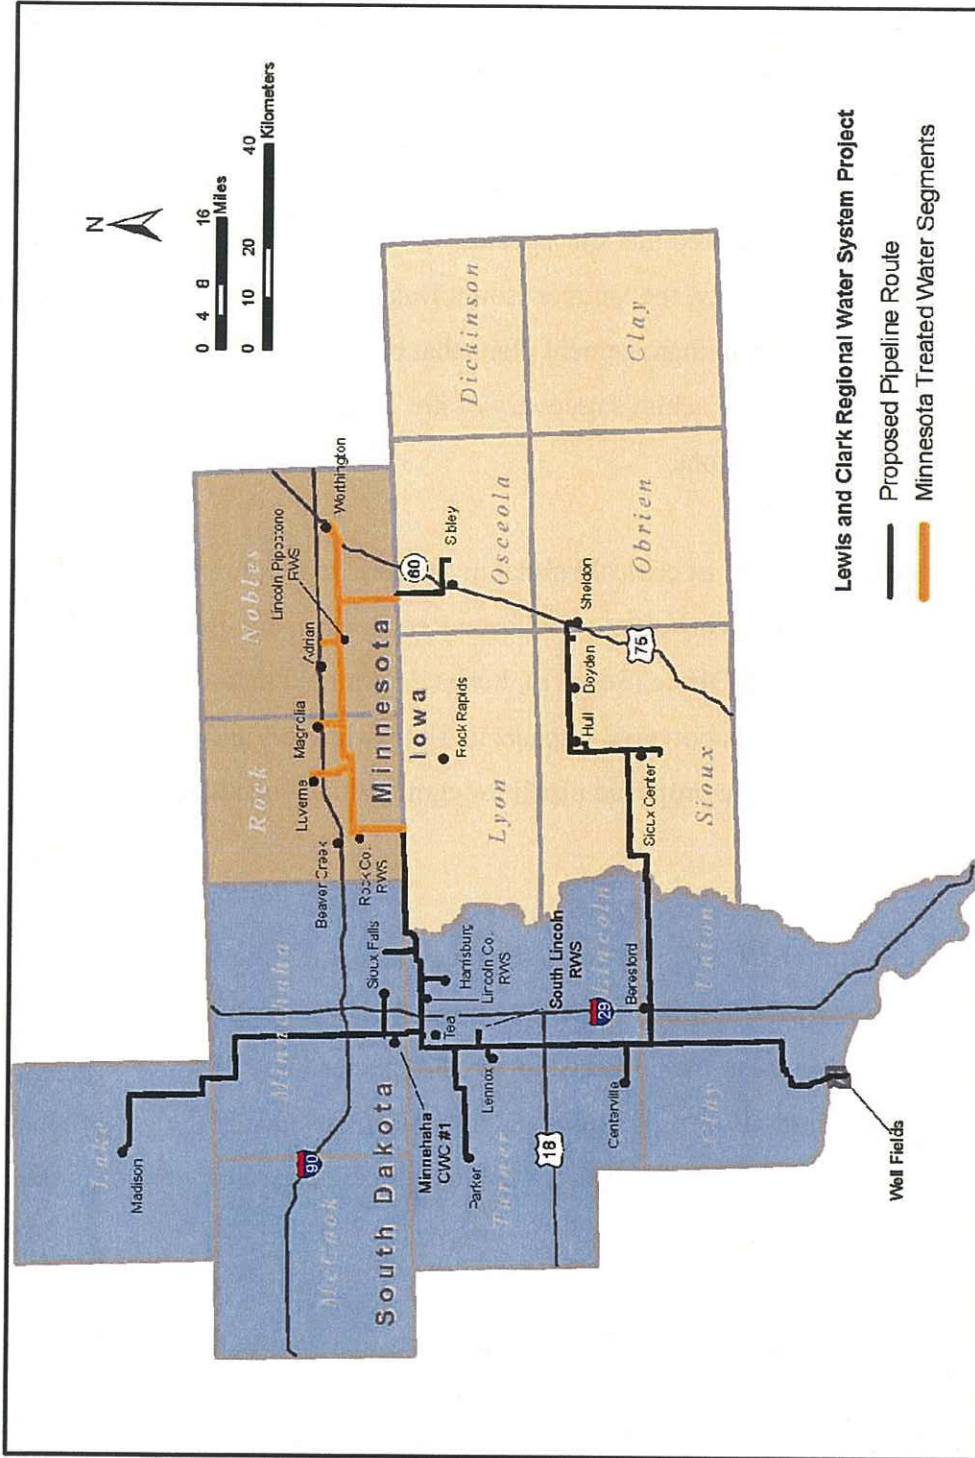 N
0 4 8 16
Miles
0 10 20 40
Kilometers
Lake
Madison
Minnehaha
McCook
90
South Dakota
Minnehaha
CWC #1
Sioux Falls
Beaver Creek
Rock
Nobles
Luverne
Magnolia
Adrian
Lincoln Pipestone
RWS
Worthington
Rock Co.
RWS
Minnesota
Iowa
60
Harrisburg
Lincoln Co.
RWS
Tea
Lennox
Parker
Turner
South Lincoln
RWS
Lincoln
18
29
Centerville
Beresford
Clay
Union
Well Fields
Rock Rapids
Lyon
Sibley
Osceola
Dickinson
Sheldon
Boyden
Hull
Sioux Center
Sioux
75
Obrien
Clay
Lewis and Clark Regional Water System Project
Proposed Pipeline Route
Minnesota Treated Water Segments